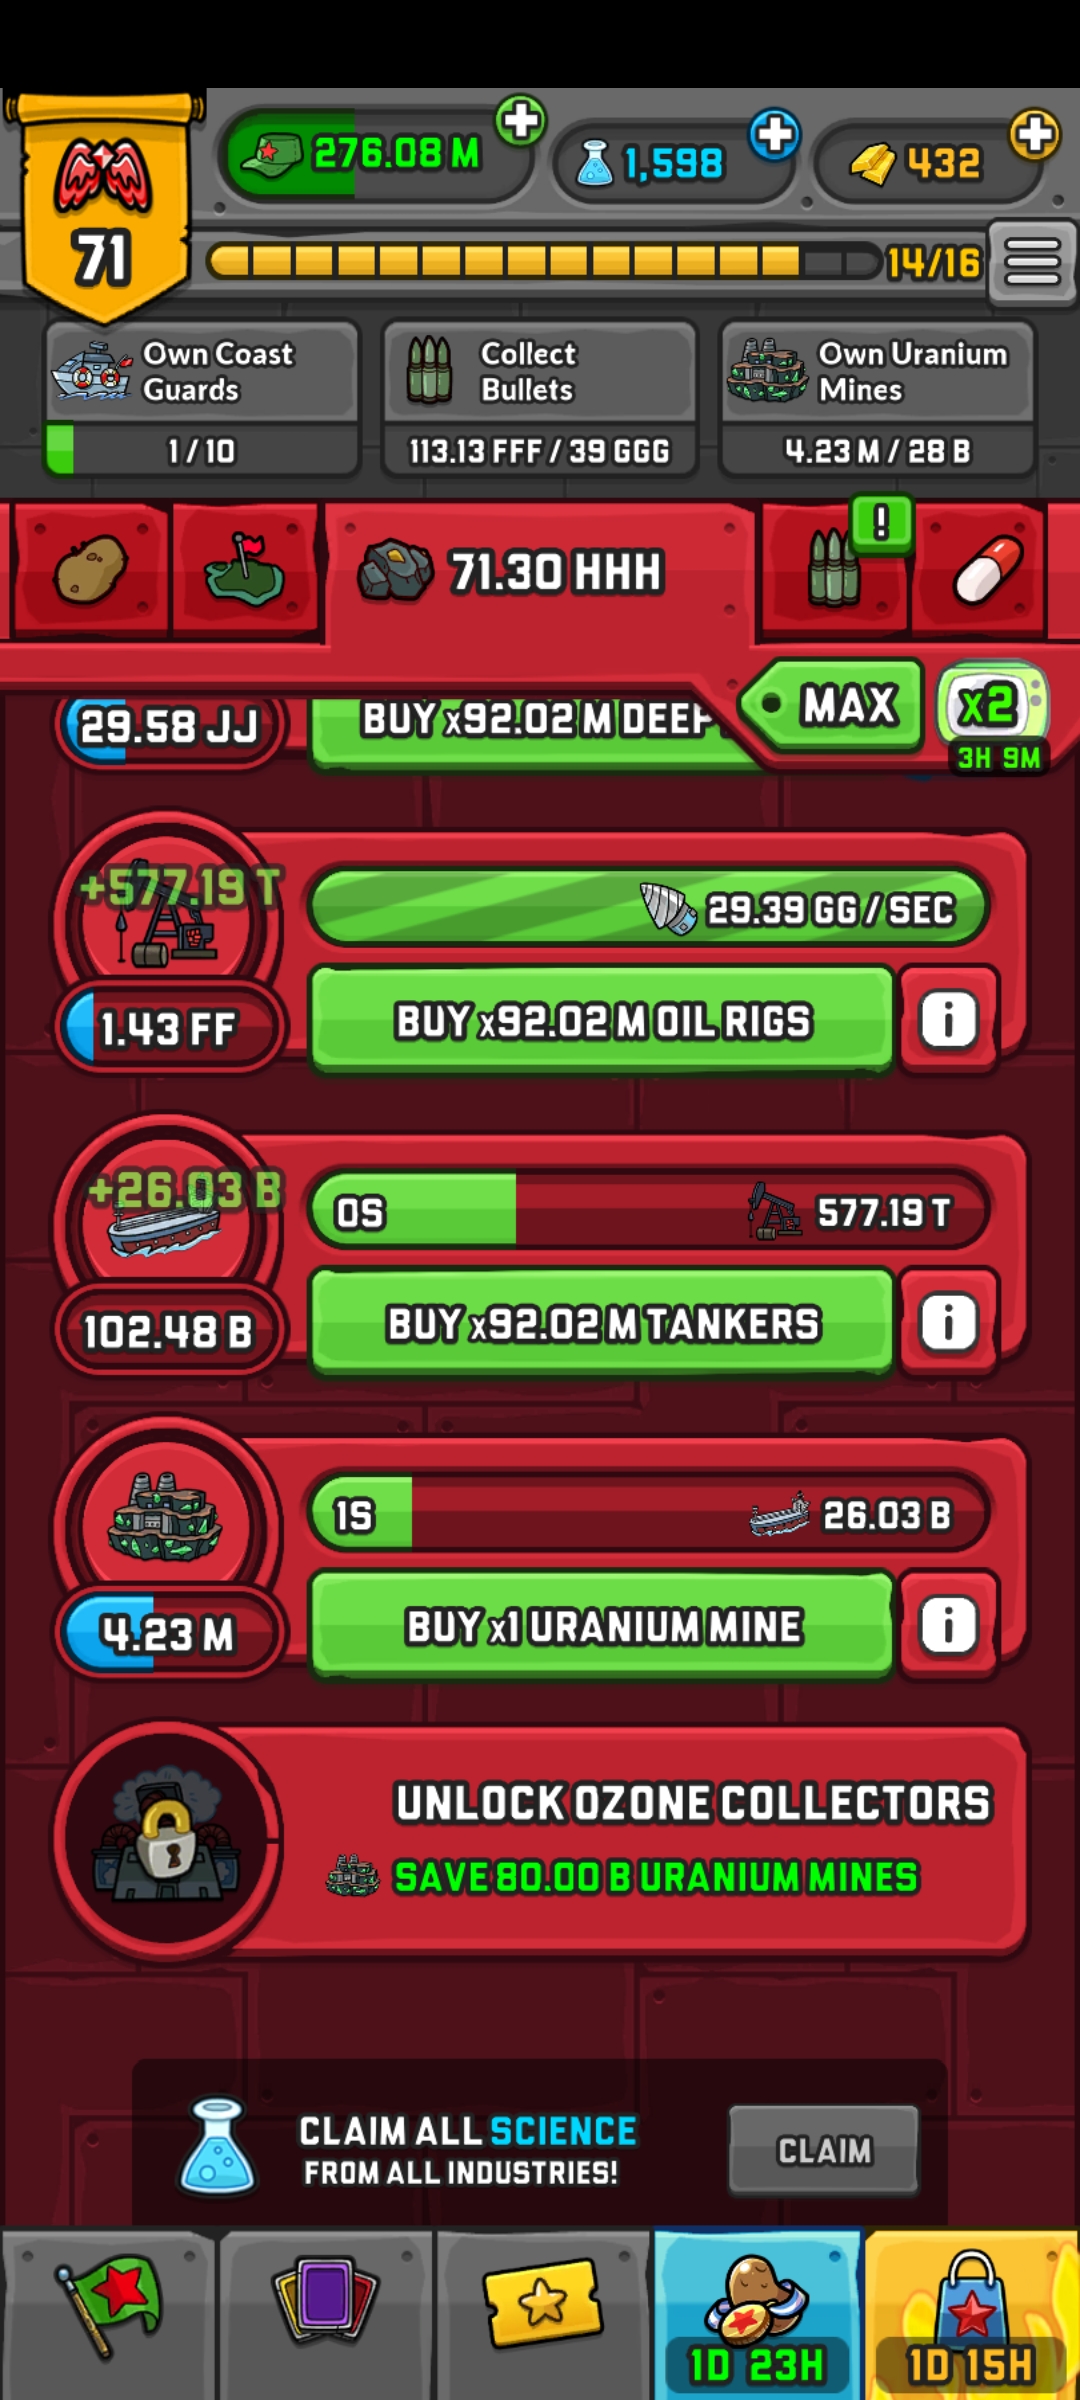 276.08 M
1,598
432
71
14/16
Own Coast
Guards
1 / 10
Collect
Bullets
113.13 FFF / 39 GGG
Own Uranium
Mines
4.23 M / 28 B
71.30 HHH
!
MAX
x2
3H 9M
29.58 JJ
BUY x92.02 M DEEP
+577.19 T
29.39 GG / SEC
1.43 FF
BUY x92.02 M OIL RIGS
i
+26.03 B
0S
577.19 T
102.48 B
BUY x92.02 M TANKERS
i
1S
26.03 B
4.23 M
BUY x1 URANIUM MINE
i
UNLOCK OZONE COLLECTORS
SAVE 80.00 B URANIUM MINES
CLAIM ALL SCIENCE
FROM ALL INDUSTRIES!
CLAIM
1D 23H
1D 15H